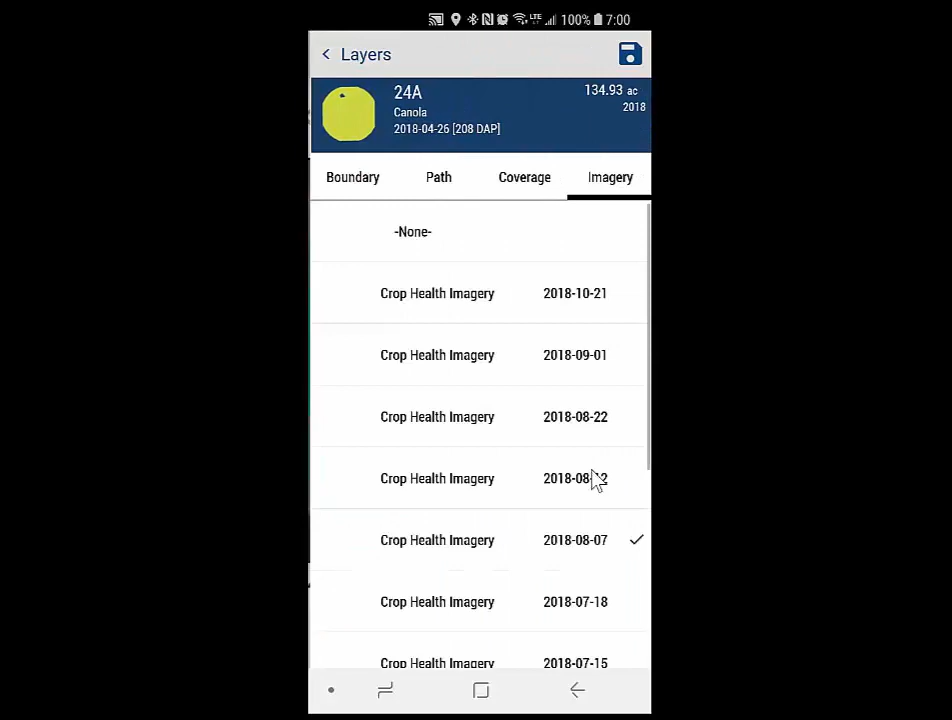 LTE 100% 7:00
< Layers
24A 134.93 ac
Canola 2018
2018-04-26 [208 DAP]
Boundary Path Coverage Imagery
-None-
Crop Health Imagery 2018-10-21
Crop Health Imagery 2018-09-01
Crop Health Imagery 2018-08-22
Crop Health Imagery
Crop Health Imagery 2018-08-07
Crop Health Imagery 2018-07-18
Crop Health Imagery 2018-07-15